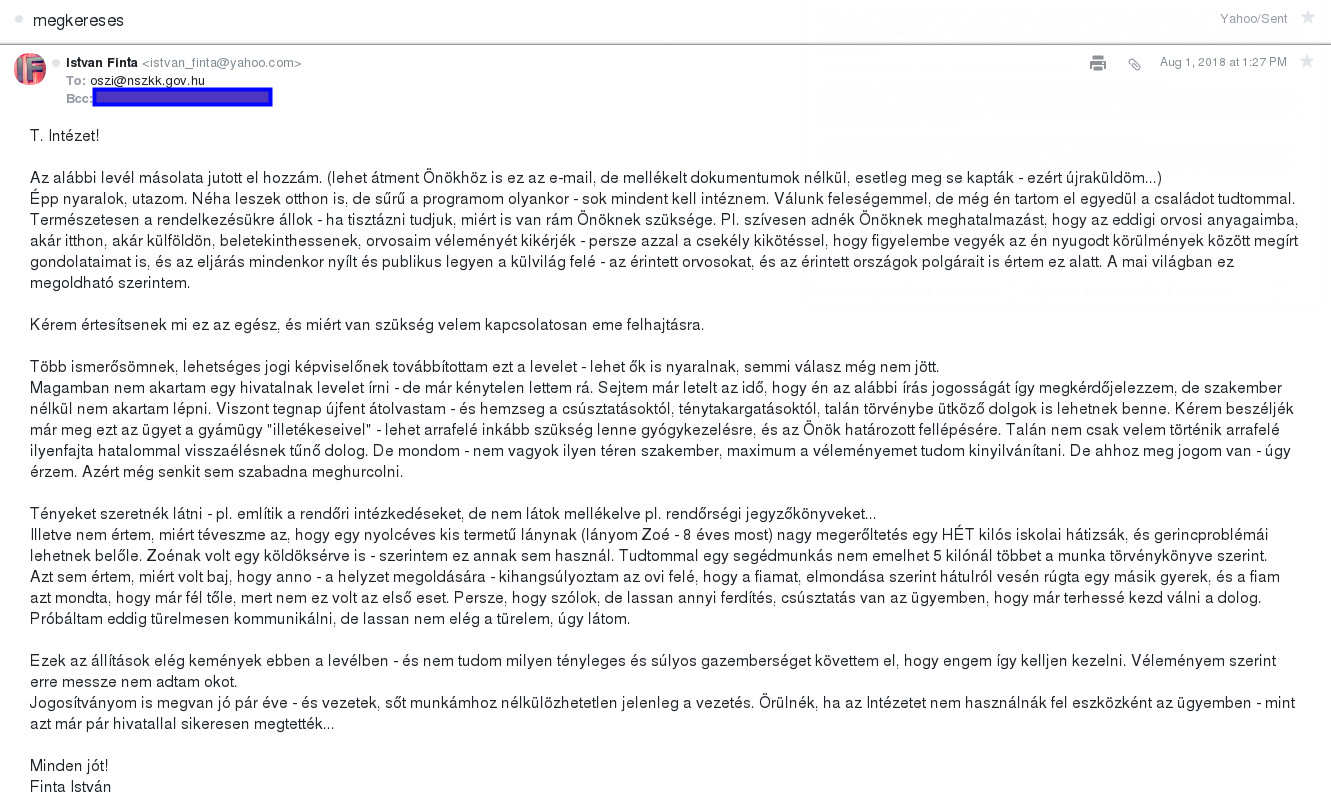 megkereses
Yahoo/Sent
Istvan Finta <istvan_finta@yahoo.com>
Aug 1, 2018 at 1:27 PM
To: oszi@nszkk.gov.hu
Bcc:
T. Intézet!
Az alábbi levél másolata jutott el hozzám. (lehet átment Önökhöz is ez az e-mail, de mellékelt dokumentumok nélkül, esetleg meg se kapták - ezért újraküldöm...)
Épp nyaralok, utazom. Néha leszek otthon is, de sűrű a programom olyankor - sok mindent kell intéznem. Válunk feleségemmel, de még én tartom el egyedül a családot tudtommal.
Természetesen a rendelkezésükre állok - ha tisztázni tudjuk, miért is van rám Önöknek szüksége. Pl. szívesen adnék Önöknek meghatalmazást, hogy az eddigi orvosi anyagaimba,
akár itthon, akár külföldön, beletekinthessenek, orvosaim véleményét kikérjék - persze azzal a csekély kikötéssel, hogy figyelembe vegyék az én nyugodt körülmények között megírt
gondolataimat is, és az eljárás mindenkor nyílt és publikus legyen a külvilág felé - az érintett orvosokat, és az érintett országok polgárait is értem ez alatt. A mai világban ez
megoldható szerintem.
Kérem értesítsenek mi ez az egész, és miért van szükség velem kapcsolatosan eme felhajtásra.
Több ismerősömnek, lehetséges jogi képviselőnek továbbítottam ezt a levelet - lehet ők is nyaralnak, semmi válasz még nem jött.
Magamban nem akartam egy hivatalnak levelet írni - de már kénytelen lettem rá. Sejtem már letelt az idő, hogy én az alábbi írás jogosságát így megkérdőjelezzem, de szakember
nélkül nem akartam lépni. Viszont tegnap újfent átolvastam - és hemzseg a csúsztatásoktól, ténytakargatásoktól, talán törvénybe ütköző dolgok is lehetnek benne. Kérem beszéljék
már meg ezt az ügyet a gyámügy "illetékeseivel" - lehet arrafelé inkább szükség lenne gyógykezelésre, és az Önök határozott fellépésére. Talán nem csak velem történik arrafelé
ilyenfajta hatalommal visszaélésnek tűnő dolog. De mondom - nem vagyok ilyen téren szakember, maximum a véleményemet tudom kinyilvánítani. De ahhoz meg jogom van - úgy
érzem. Azért még senkit sem szabadna meghurcolni.
Tényeket szeretnék látni - pl. említik a rendőri intézkedéseket, de nem látok mellékelve pl. rendőrségi jegyzőkönyveket...
Illetve nem értem, miért téveszme az, hogy egy nyolcéves kis termetű lánynak (lányom Zoé - 8 éves most) nagy megerőltetés egy HÉT kilós iskolai hátizsák, és gerincproblémái
lehetnek belőle. Zoénak volt egy köldöksérve is - szerintem ez annak sem használ. Tudtommal egy segédmunkás nem emelhet 5 kilónál többet a munka törvénykönyve szerint.
Azt sem értem, miért volt baj, hogy anno - a helyzet megoldására - kihangsúlyoztam az ovi felé, hogy a fiamat, elmondása szerint hátulról vesén rúgta egy másik gyerek, és a fiam
azt mondta, hogy már fél tőle, mert nem ez volt az első eset. Persze, hogy szólok, de lassan annyi ferdítés, csúsztatás van az ügyemben, hogy már terhessé kezd válni a dolog.
Próbáltam eddig türelmesen kommunikálni, de lassan nem elég a türelem, úgy látom.
Ezek az állítások elég kemények ebben a levélben - és nem tudom milyen tényleges és súlyos gazemberséget követtem el, hogy engem így kelljen kezelni. Véleményem szerint
erre messze nem adtam okot.
Jogosítványom is megvan jó pár éve - és vezetek, sőt munkámhoz nélkülözhetetlen jelenleg a vezetés. Örülnék, ha az Intézetet nem használnák fel eszközként az ügyemben - mint
azt már pár hivatallal sikeresen megtették...
Minden jót!
Finta István